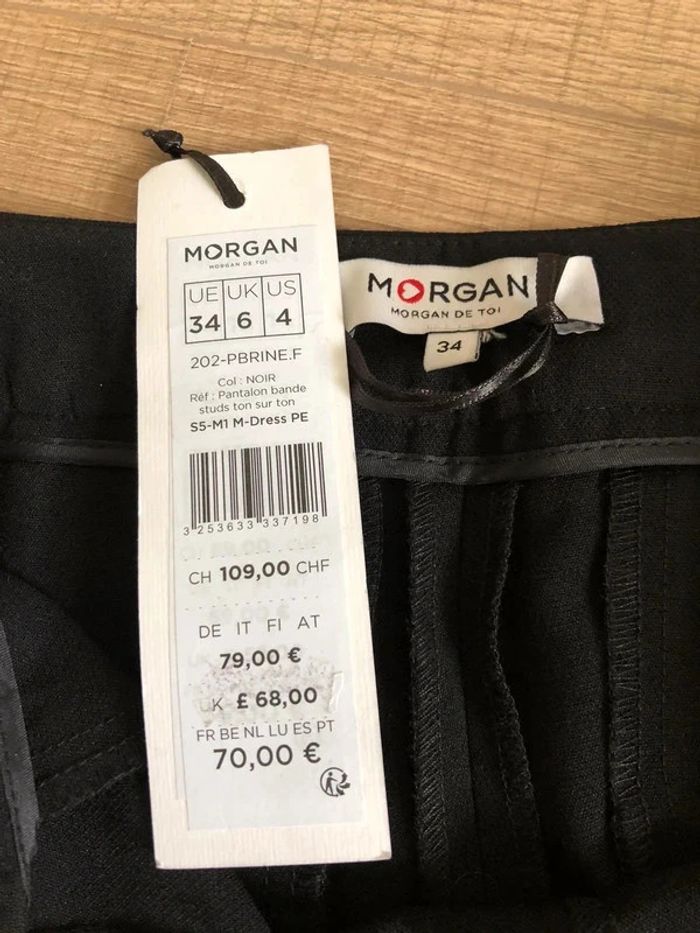 MORGAN
MORGAN DE TOI
UE UK US
34 6 4
202-PBRINE.F
Col : NOIR
Réf : Pantalon bande
studs ton sur ton
S5-M1 M-Dress PE
3 253633 337198
CH 109,00 CHF
DE IT FI AT
79,00 €
UK £ 68,00
FR BE NL LU ES PT
70,00 €
MORGAN
MORGAN DE TOI
34